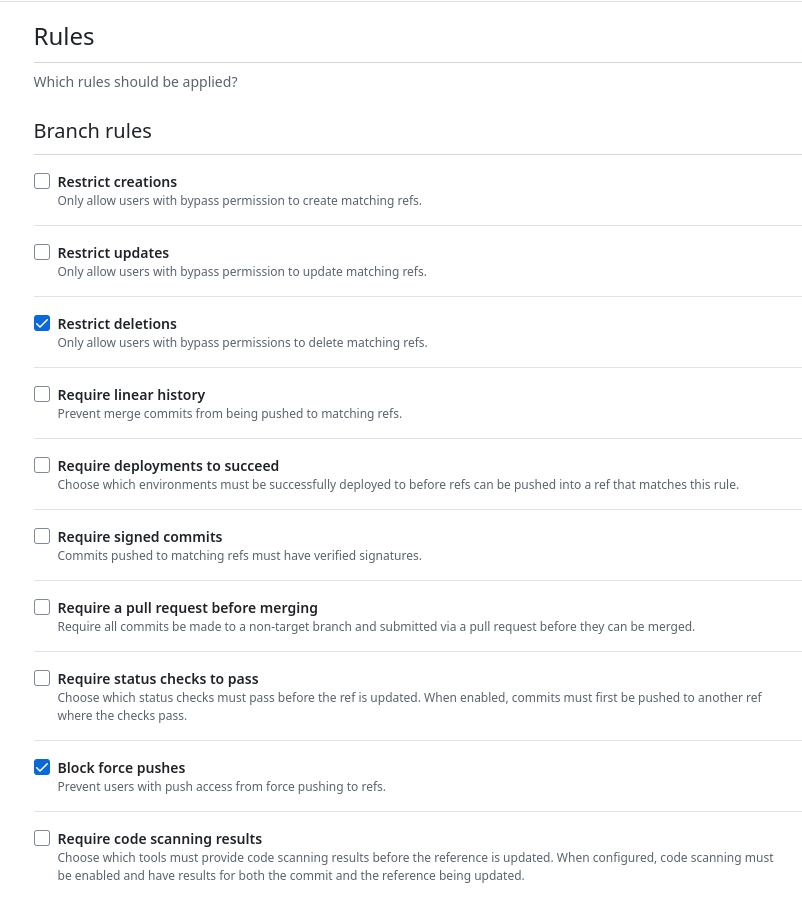 Rules
Which rules should be applied?
Branch rules
Restrict creations
Only allow users with bypass permission to create matching refs.
Restrict updates
Only allow users with bypass permission to update matching refs.
Restrict deletions
Only allow users with bypass permissions to delete matching refs.
Require linear history
Prevent merge commits from being pushed to matching refs.
Require deployments to succeed
Choose which environments must be successfully deployed to before refs can be pushed into a ref that matches this rule.
Require signed commits
Commits pushed to matching refs must have verified signatures.
Require a pull request before merging
Require all commits be made to a non-target branch and submitted via a pull request before they can be merged.
Require status checks to pass
Choose which status checks must pass before the ref is updated. When enabled, commits must first be pushed to another ref
where the checks pass.
Block force pushes
Prevent users with push access from force pushing to refs.
Require code scanning results
Choose which tools must provide code scanning results before the reference is updated. When configured, code scanning must
be enabled and have results for both the commit and the reference being updated.